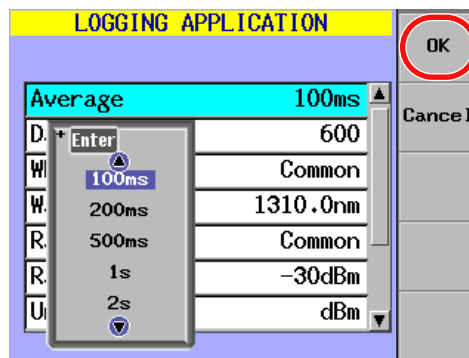 LOGGING APPLICATION
OK
Cancel
Average 100ms
D. 600
W Common
W. 1310.0nm
R. Common
R. -30dBm
U dBm
+ Enter
100ms
200ms
500ms
1s
2s